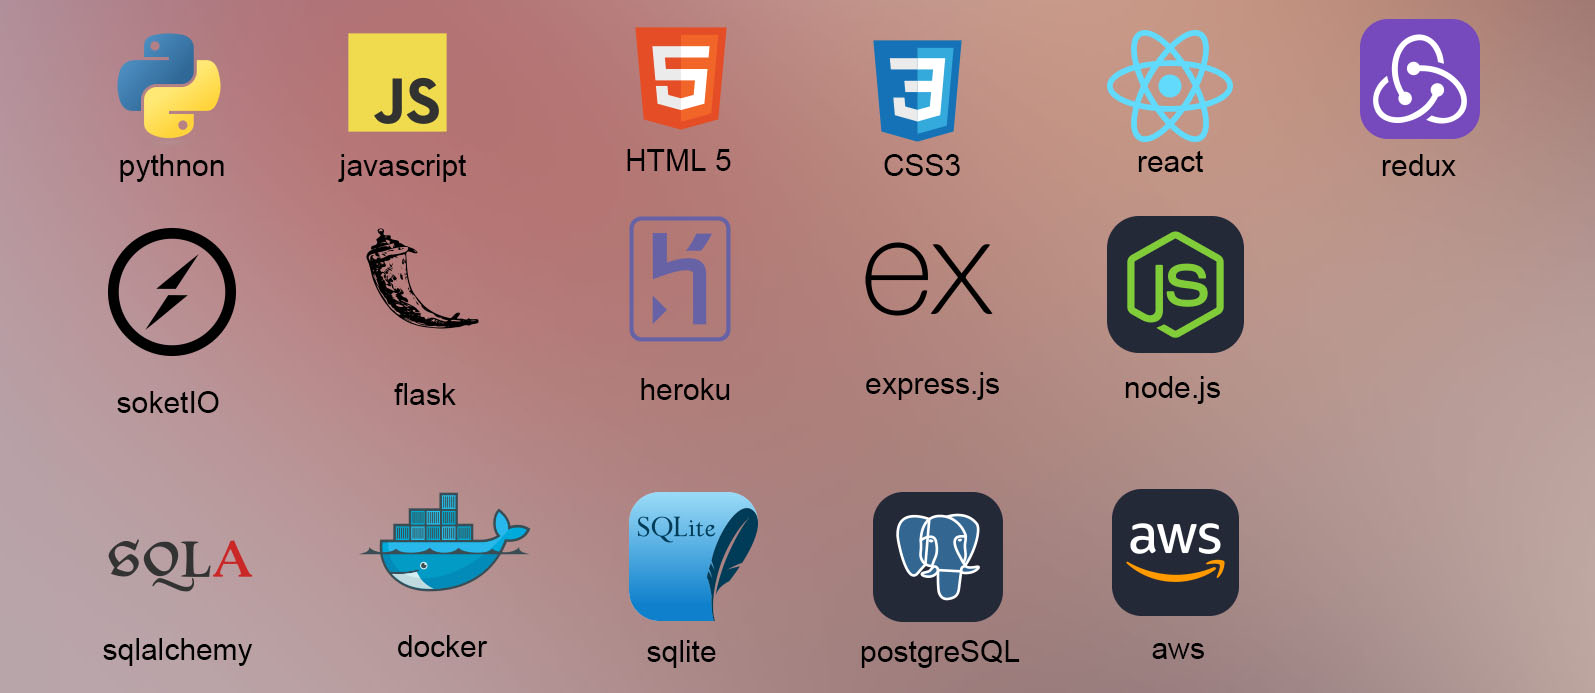 JS
5
3
pythnon
javascript
HTML 5
CSS3
react
redux
ex
JS
soketIO
flask
heroku
express.js
node.js
SQLA
SQLite
aws
sqlalchemy
docker
sqlite
postgreSQL
aws